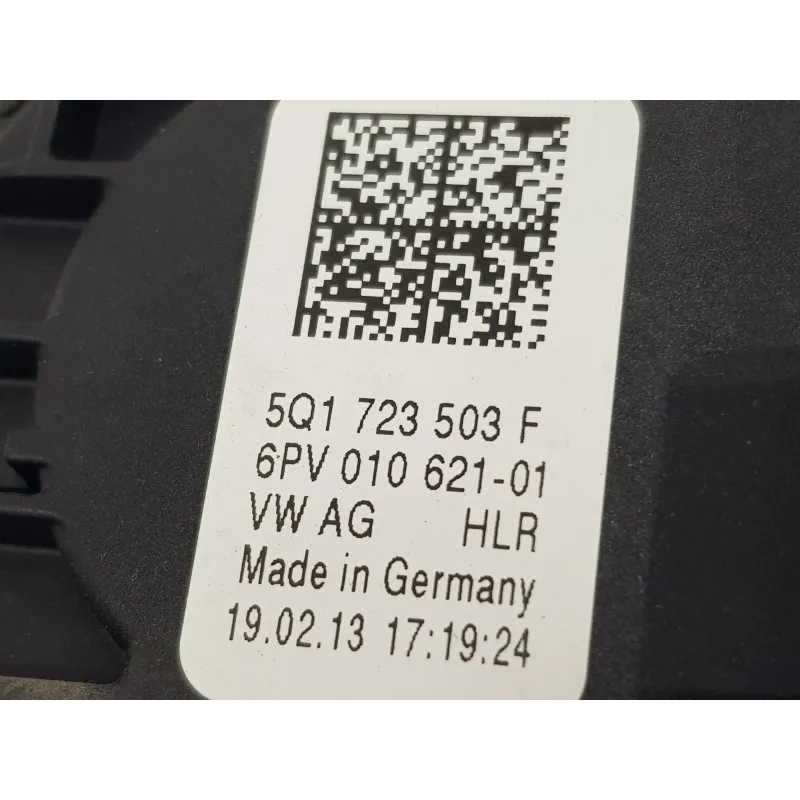 5Q1 723 503 F
6PV 010 621-01
VW AG HLR
Made in Germany
19.02.13 17:19:24